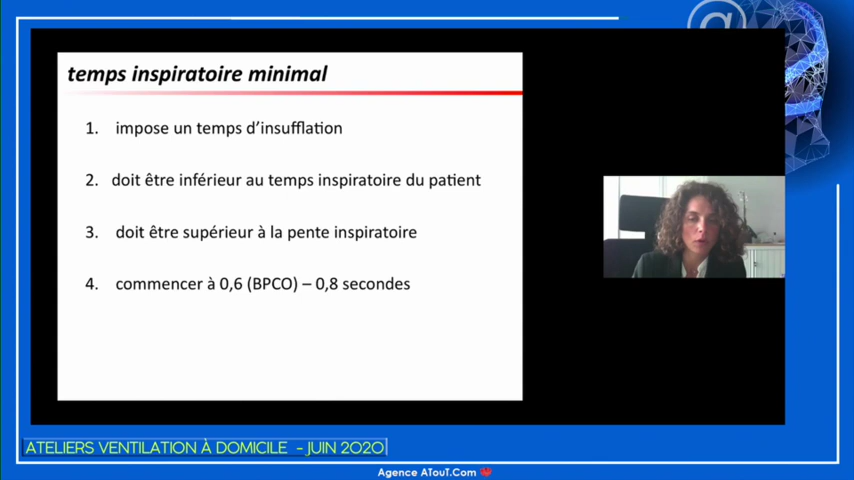 @
temps inspiratoire minimal
1. impose un temps d'insufflation
2. doit être inférieur au temps inspiratoire du patient
3. doit être supérieur à la pente inspiratoire
4. commencer à 0,6 (BPCO) – 0,8 secondes
ATELIERS VENTILATION À DOMICILE - JUIN 2020
Agence ATouT.Com